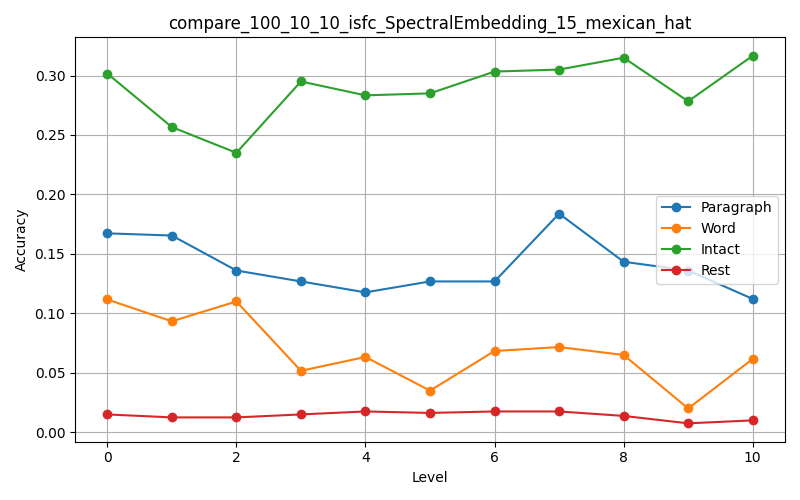 compare_100_10_10_isfc_SpectralEmbedding_15_mexican_hat
Accuracy
0.30
0.25
0.20
0.15
0.10
0.05
0.00
Paragraph
Word
Intact
Rest
0 2 4 6 8 10
Level